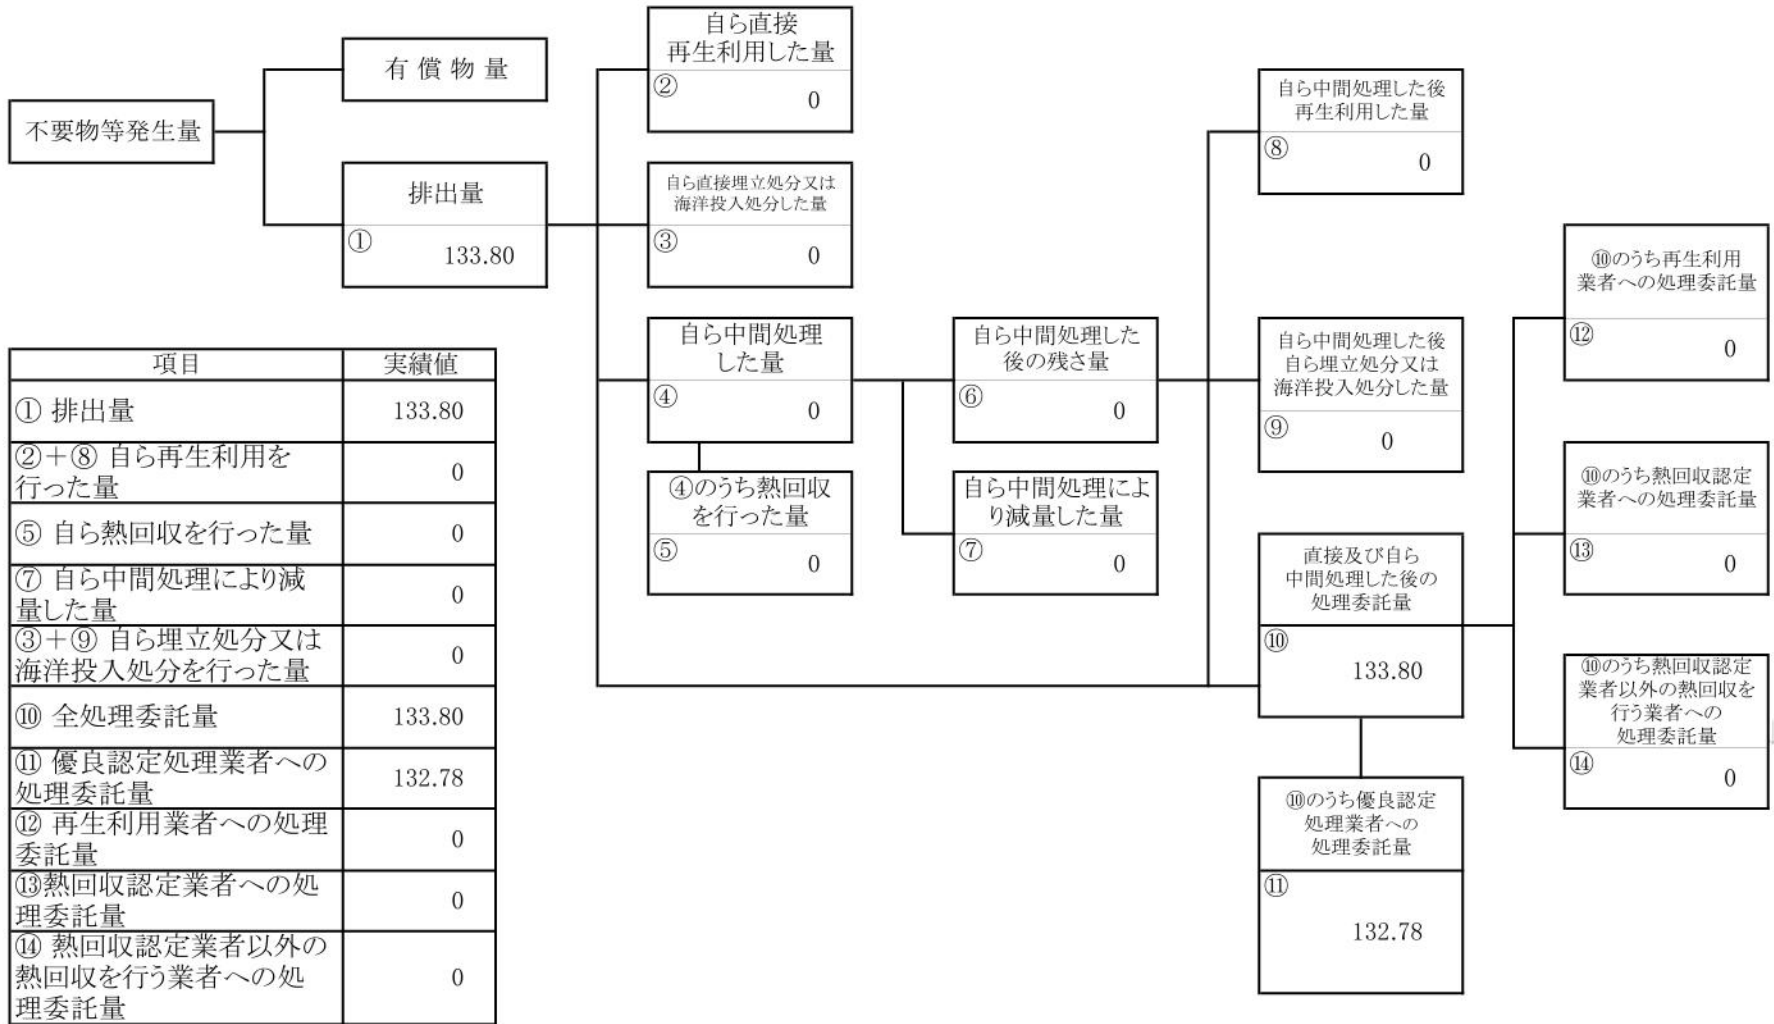 不要物等発生量
有償物量
排出量
①
133.80
自ら直接
再生利用した量
②
0
自ら直接埋立処分又は
海洋投入処分した量
③
0
自ら中間処理
した量
④
0
④のうち熱回収
を行った量
⑤
0
自ら中間処理した
後の残さ量
⑥
0
自ら中間処理によ
り減量した量
⑦
0
自ら中間処理した後
再生利用した量
⑧
0
自ら中間処理した後
自ら埋立処分又は
海洋投入処分した量
⑨
0
直接及び自ら
中間処理した後の
処理委託量
⑩
133.80
⑩のうち優良認定
処理業者への
処理委託量
⑪
132.78
⑩のうち再生利用
業者への処理委託量
⑫
0
⑩のうち熱回収認定
業者への処理委託量
⑬
0
⑩のうち熱回収認定
業者以外の熱回収を
行う業者への
処理委託量
⑭
0
項目 実績値
① 排出量 133.80
②＋⑧ 自ら再生利用を
行った量 0
⑤ 自ら熱回収を行った量 0
⑦ 自ら中間処理により減
量した量 0
③＋⑨ 自ら埋立処分又は
海洋投入処分を行った量 0
⑩ 全処理委託量 133.80
⑪ 優良認定処理業者への
処理委託量 132.78
⑫ 再生利用業者への処理
委託量 0
⑬熱回収認定業者への処
理委託量 0
⑭ 熱回収認定業者以外の
熱回収を行う業者への処
理委託量 0